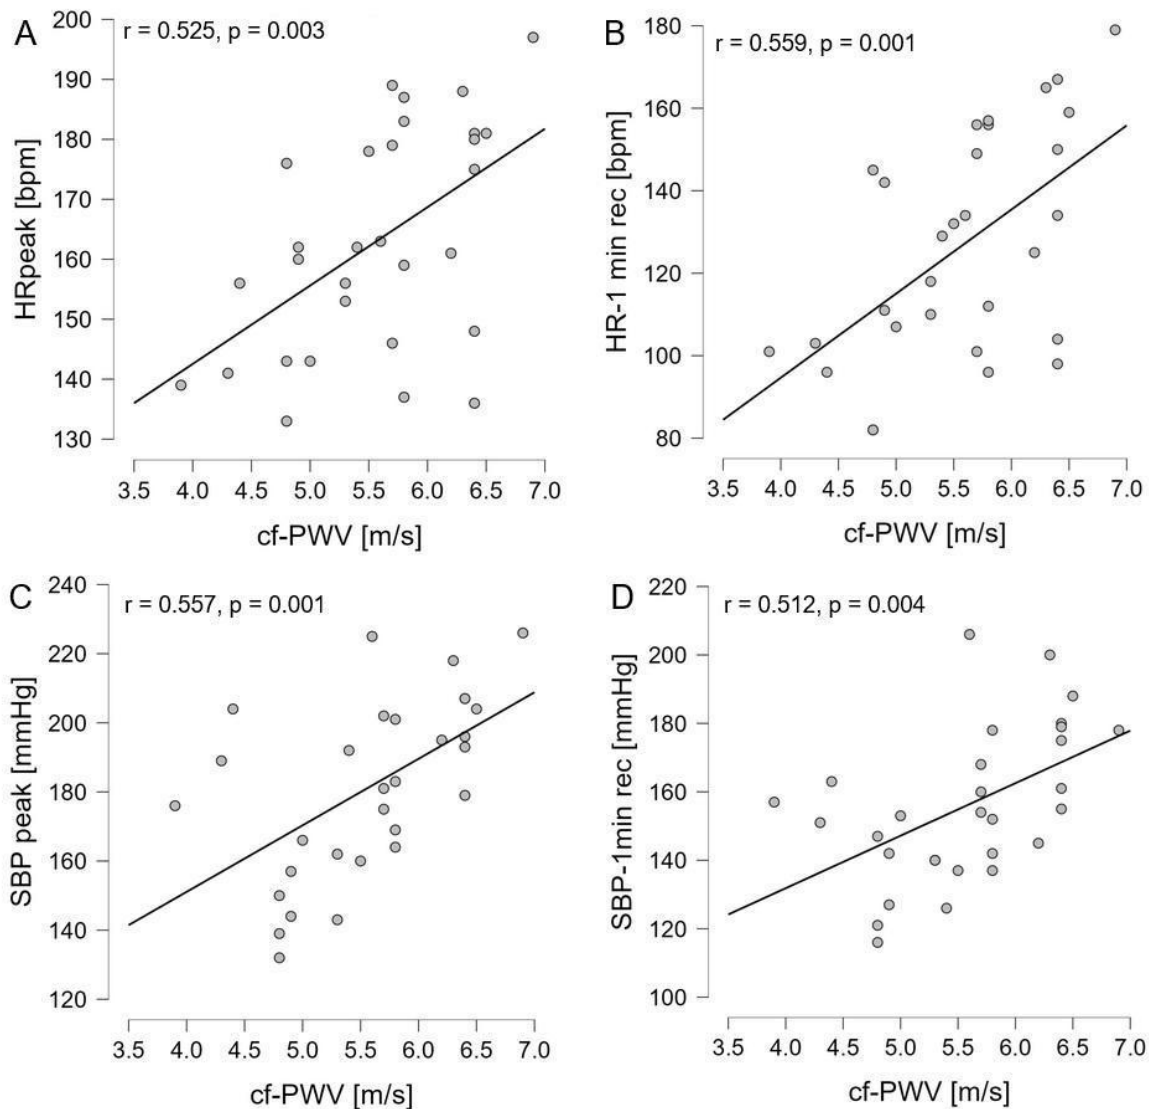 A
r = 0.525, p = 0.003
HRpeak [bpm]
200
190
180
170
160
150
140
130
3.5 4.0 4.5 5.0 5.5 6.0 6.5 7.0
cf-PWV [m/s]
B
r = 0.559, p = 0.001
HR-1 min rec [bpm]
180
160
140
120
100
80
3.5 4.0 4.5 5.0 5.5 6.0 6.5 7.0
cf-PWV [m/s]
C
r = 0.557, p = 0.001
SBP peak [mmHg]
240
220
200
180
160
140
120
3.5 4.0 4.5 5.0 5.5 6.0 6.5 7.0
cf-PWV [m/s]
D
r = 0.512, p = 0.004
SBP-1min rec [mmHg]
220
200
180
160
140
120
100
3.5 4.0 4.5 5.0 5.5 6.0 6.5 7.0
cf-PWV [m/s]